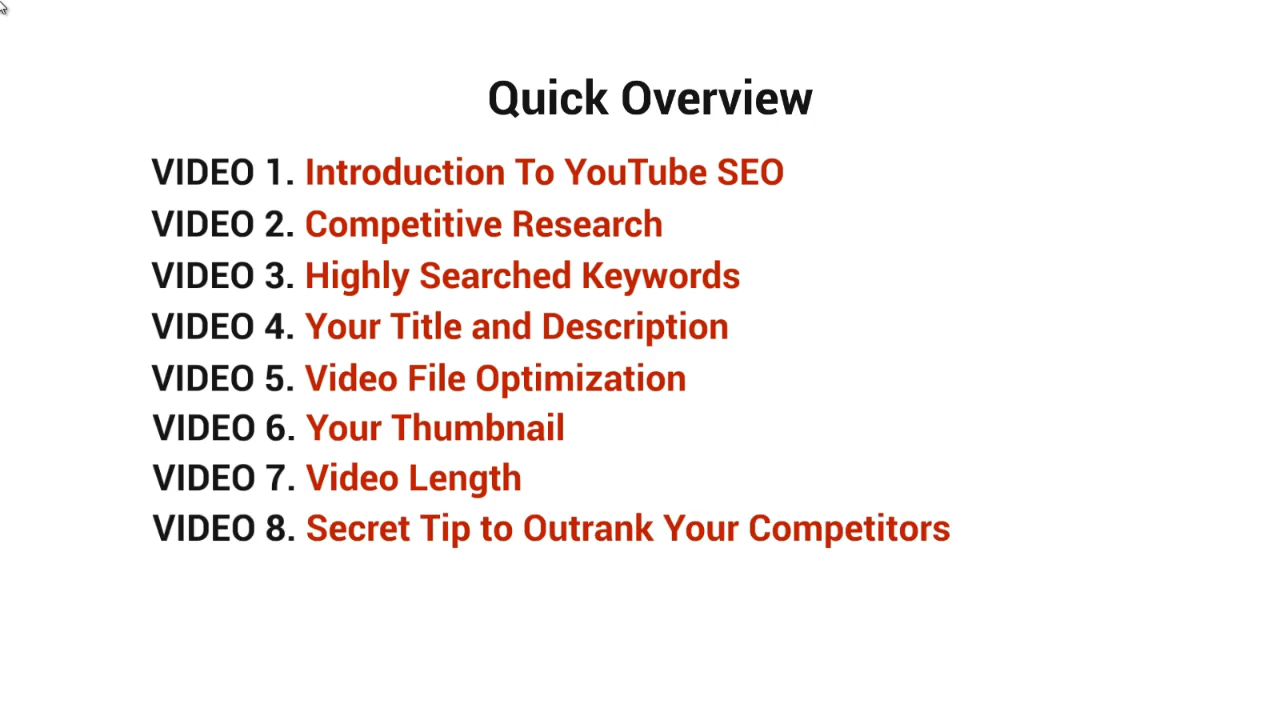 Quick Overview
VIDEO 1. Introduction To YouTube SEO
VIDEO 2. Competitive Research
VIDEO 3. Highly Searched Keywords
VIDEO 4. Your Title and Description
VIDEO 5. Video File Optimization
VIDEO 6. Your Thumbnail
VIDEO 7. Video Length
VIDEO 8. Secret Tip to Outrank Your Competitors